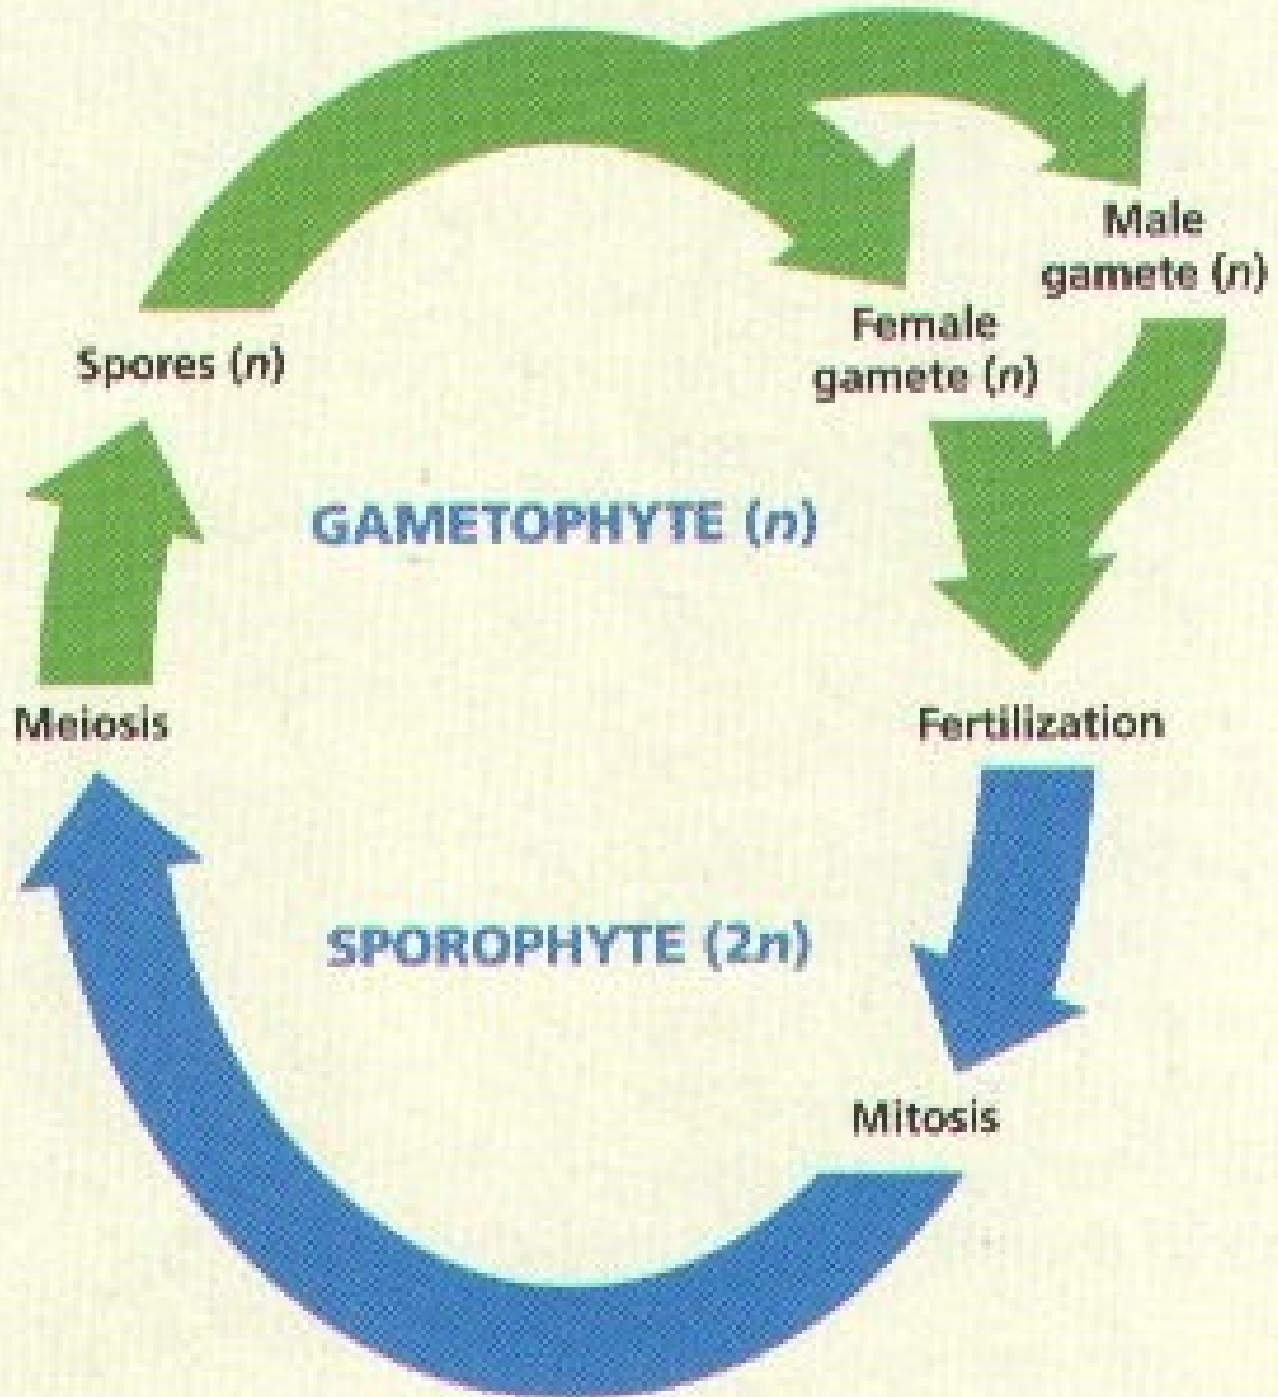 Male
gamete (n)
Female
gamete (n)
Spores (n)
GAMETOPHYTE (n)
Meiosis
Fertilization
SPOROPHYTE (2n)
Mitosis